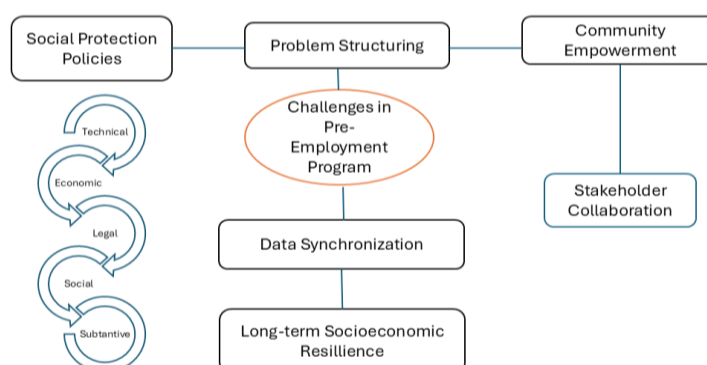 Social Protection
Policies
Problem Structuring
Community
Empowerment
Challenges in
Pre-
Employment
Program
Technical
Economic
Legal
Social
Subtantive
Stakeholder
Collaboration
Data Synchronization
Long-term Socioeconomic
Resillience